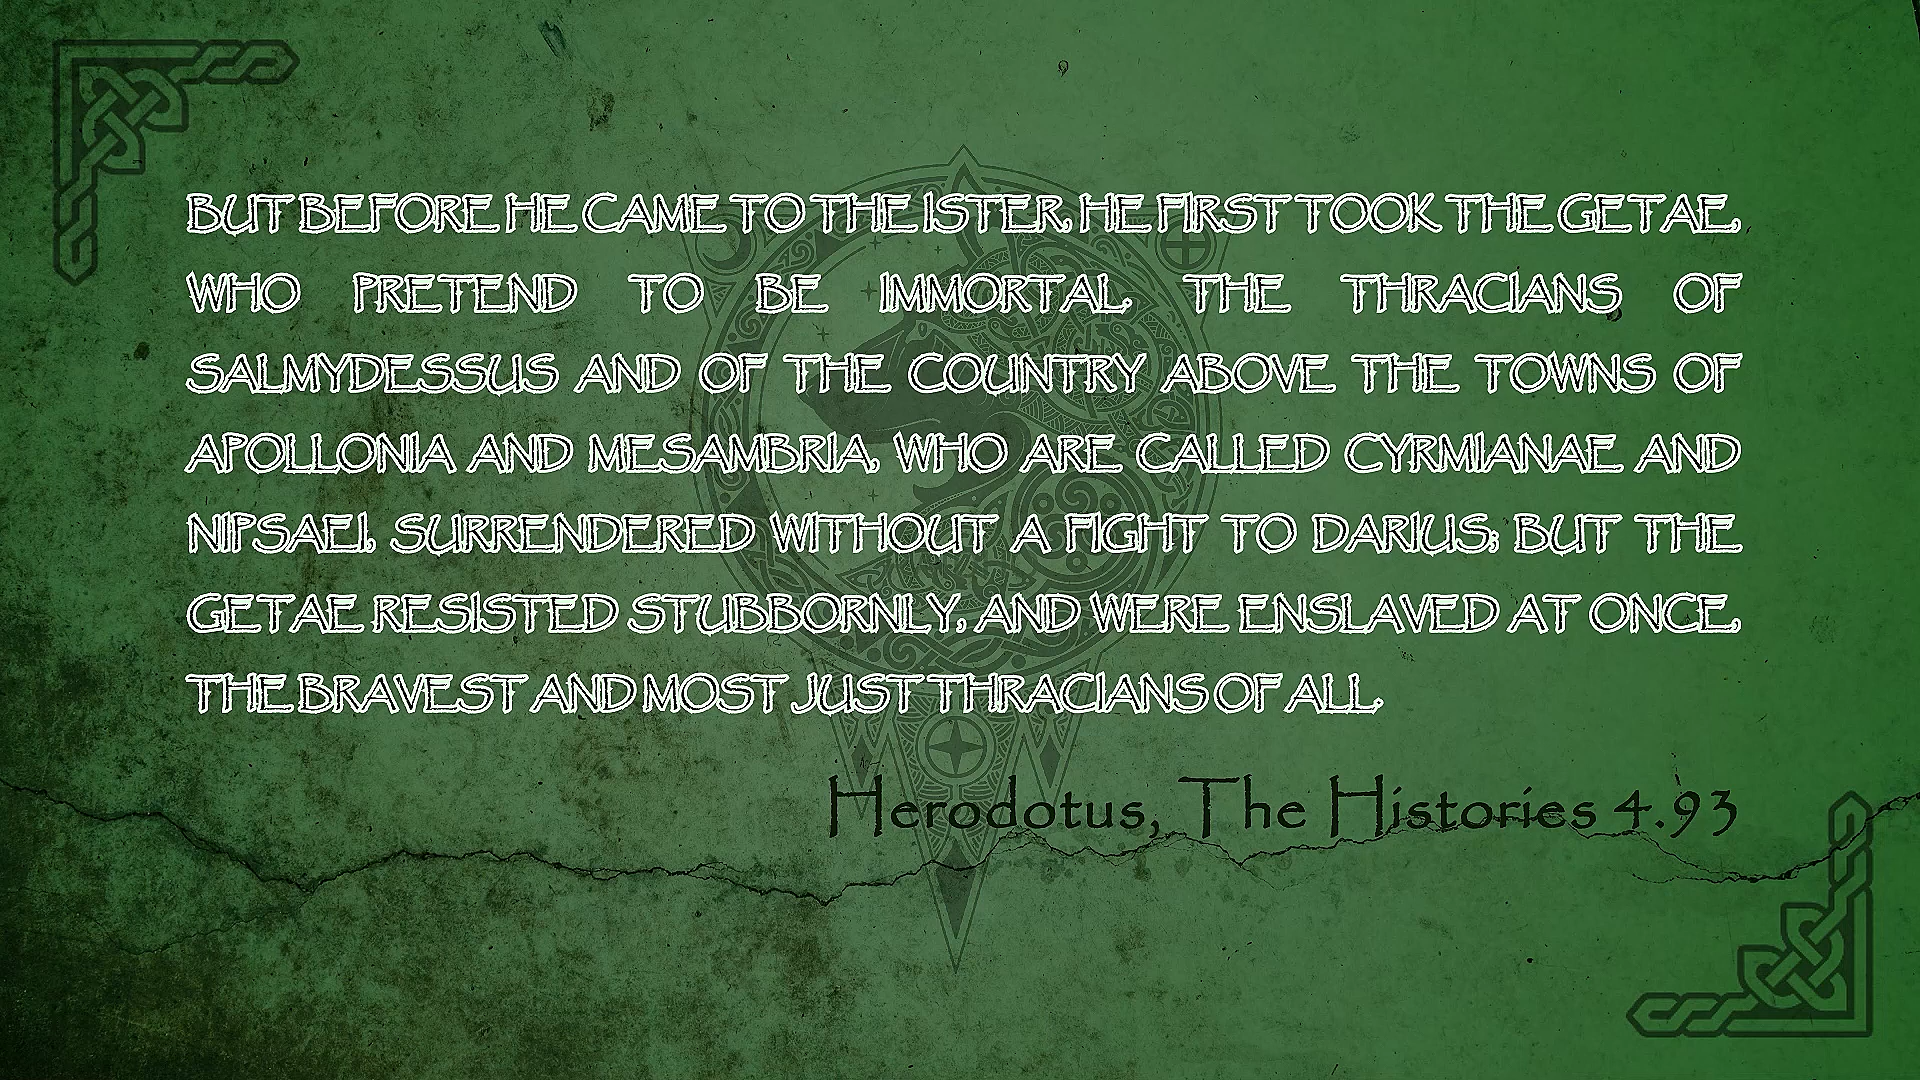 BUT BEFORE HE CAME TO THE ISTER, HE FIRST TOOK THE GETAE,
WHO PRETEND TO BE IMMORTAL. THE THRACIANS OF
SALMYDESSUS AND OF THE COUNTRY ABOVE THE TOWNS OF
APOLLONIA AND MESAMBRIA, WHO ARE CALLED CYRMIANAE AND
NIPSAEI, SURRENDERED WITHOUT A FIGHT TO DARIUS; BUT THE
GETAE RESISTED STUBBORNLY, AND WERE ENSLAVED AT ONCE,
THE BRAVEST AND MOST JUST THRACIANS OF ALL.
Herodotus, The Histories 4.93